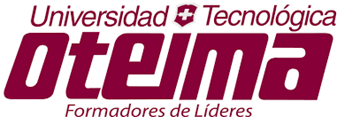 Universidad Tecnológica
oteima
Formadores de Líderes